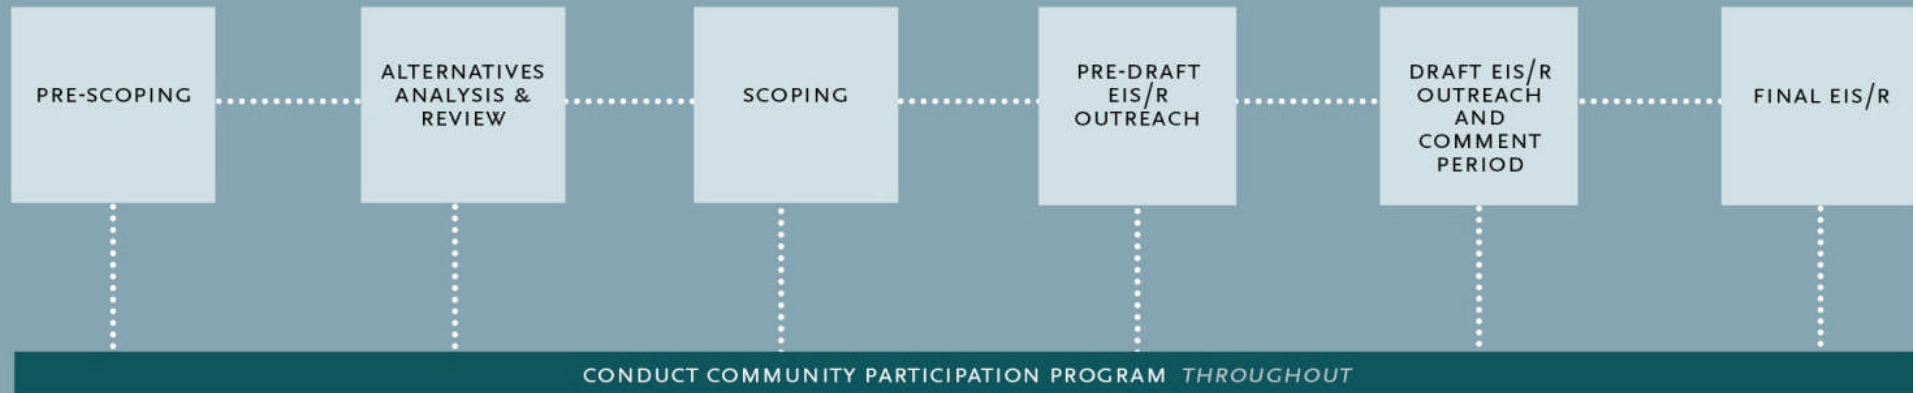 PRE-SCOPING
ALTERNATIVES
ANALYSIS &
REVIEW
SCOPING
PRE-DRAFT
EIS/R
OUTREACH
DRAFT EIS/R
OUTREACH
AND
COMMENT
PERIOD
FINAL EIS/R
CONDUCT COMMUNITY PARTICIPATION PROGRAM THROUGHOUT